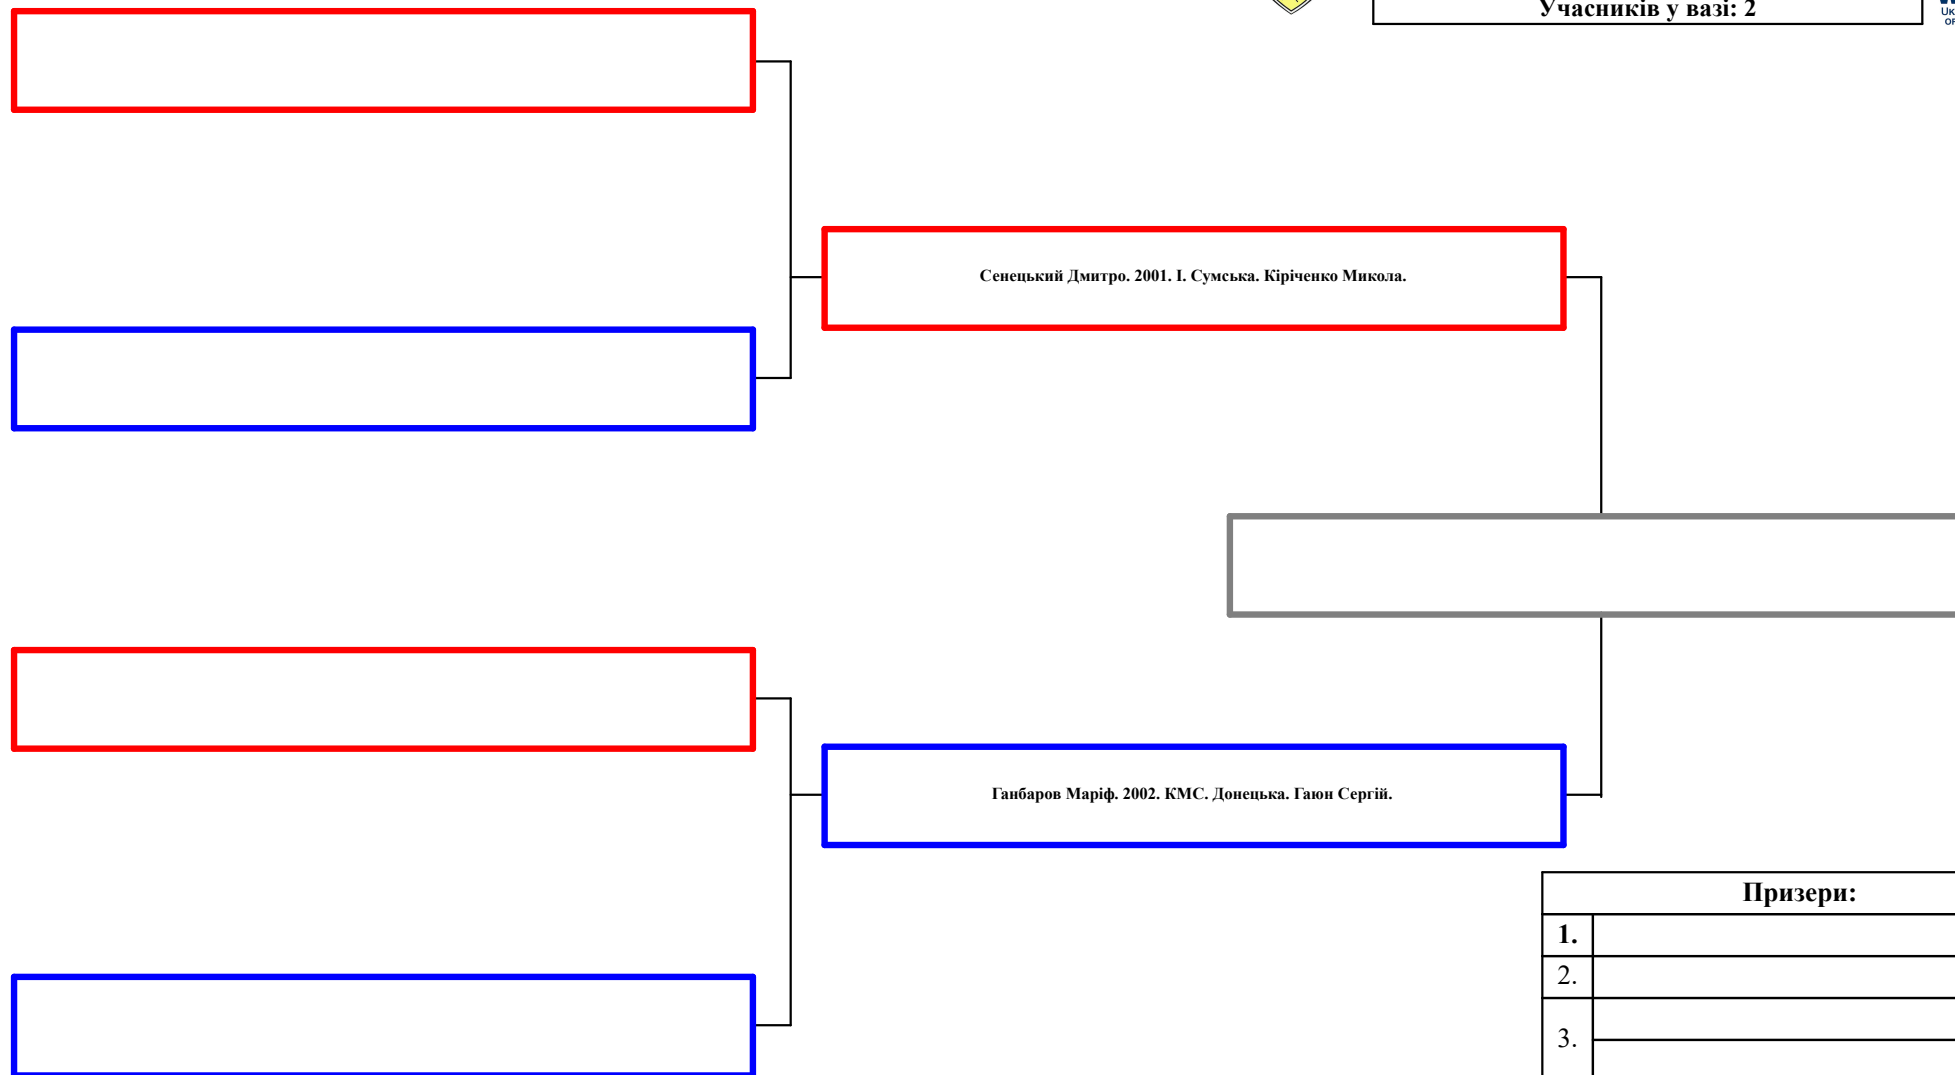 Учасників у вазі: 2
Сенецький Дмитро. 2001. І. Сумська. Кіріченко Микола.
Ганбаров Маріф. 2002. КМС. Донецька. Гаюн Сергій.
Призери:
1.
2.
3.